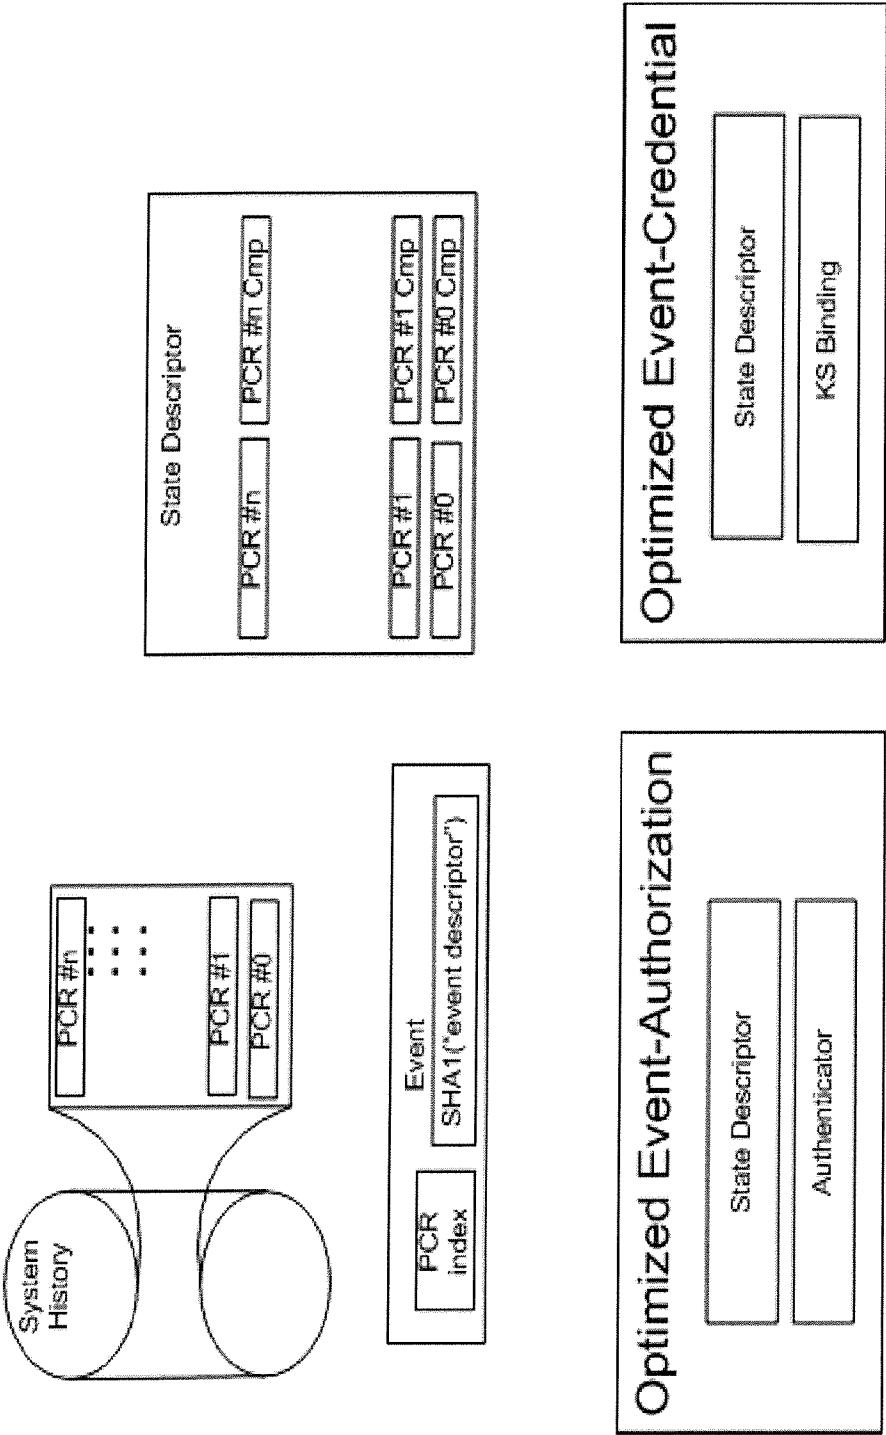 System
History
PCR #n
PCR #1
PCR #0
State Descriptor
PCR #n
PCR #n Cmp
PCR #1
PCR #1 Cmp
PCR #0
PCR #0 Cmp
Event
PCR
index
SHA1("event descriptor")
Optimized Event-Authorization
State Descriptor
Authenticator
Optimized Event-Credential
State Descriptor
KS Binding